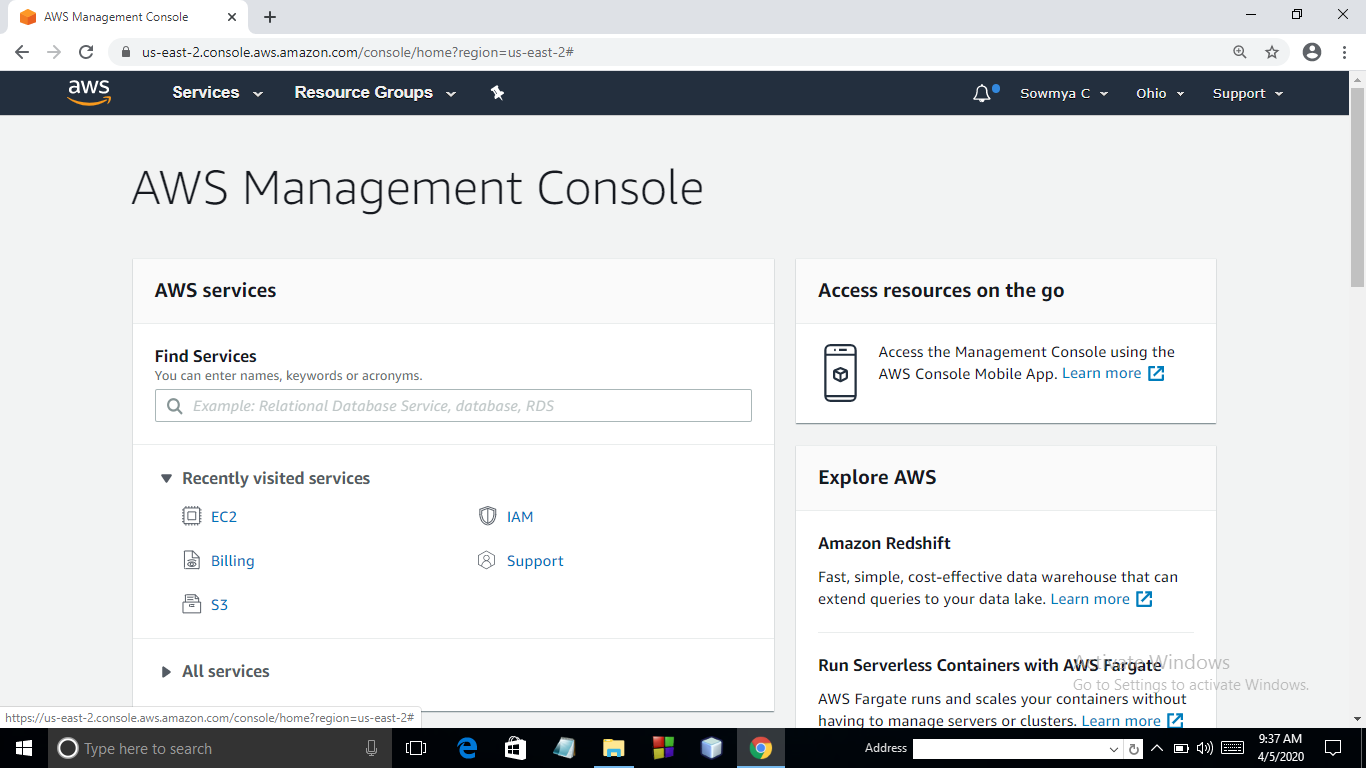 AWS Management Console
us-east-2.console.aws.amazon.com/console/home?region=us-east-2#
aws Services Resource Groups Sowmya C Ohio Support
AWS Management Console
AWS services
Find Services
You can enter names, keywords or acronyms.
Example: Relational Database Service, database, RDS
Recently visited services
EC2 IAM
Billing Support
S3
All services
Access resources on the go
Access the Management Console using the
AWS Console Mobile App. Learn more
Explore AWS
Amazon Redshift
Fast, simple, cost-effective data warehouse that can
extend queries to your data lake. Learn more
Run Serverless Containers with AWS Fargate
AWS Fargate runs and scales your containers without
having to manage servers or clusters. Learn more
Activate Windows
Go to Settings to activate Windows.
https://us-east-2.console.aws.amazon.com/console/home?region=us-east-2#
Type here to search
Address
9:37 AM
4/5/2020